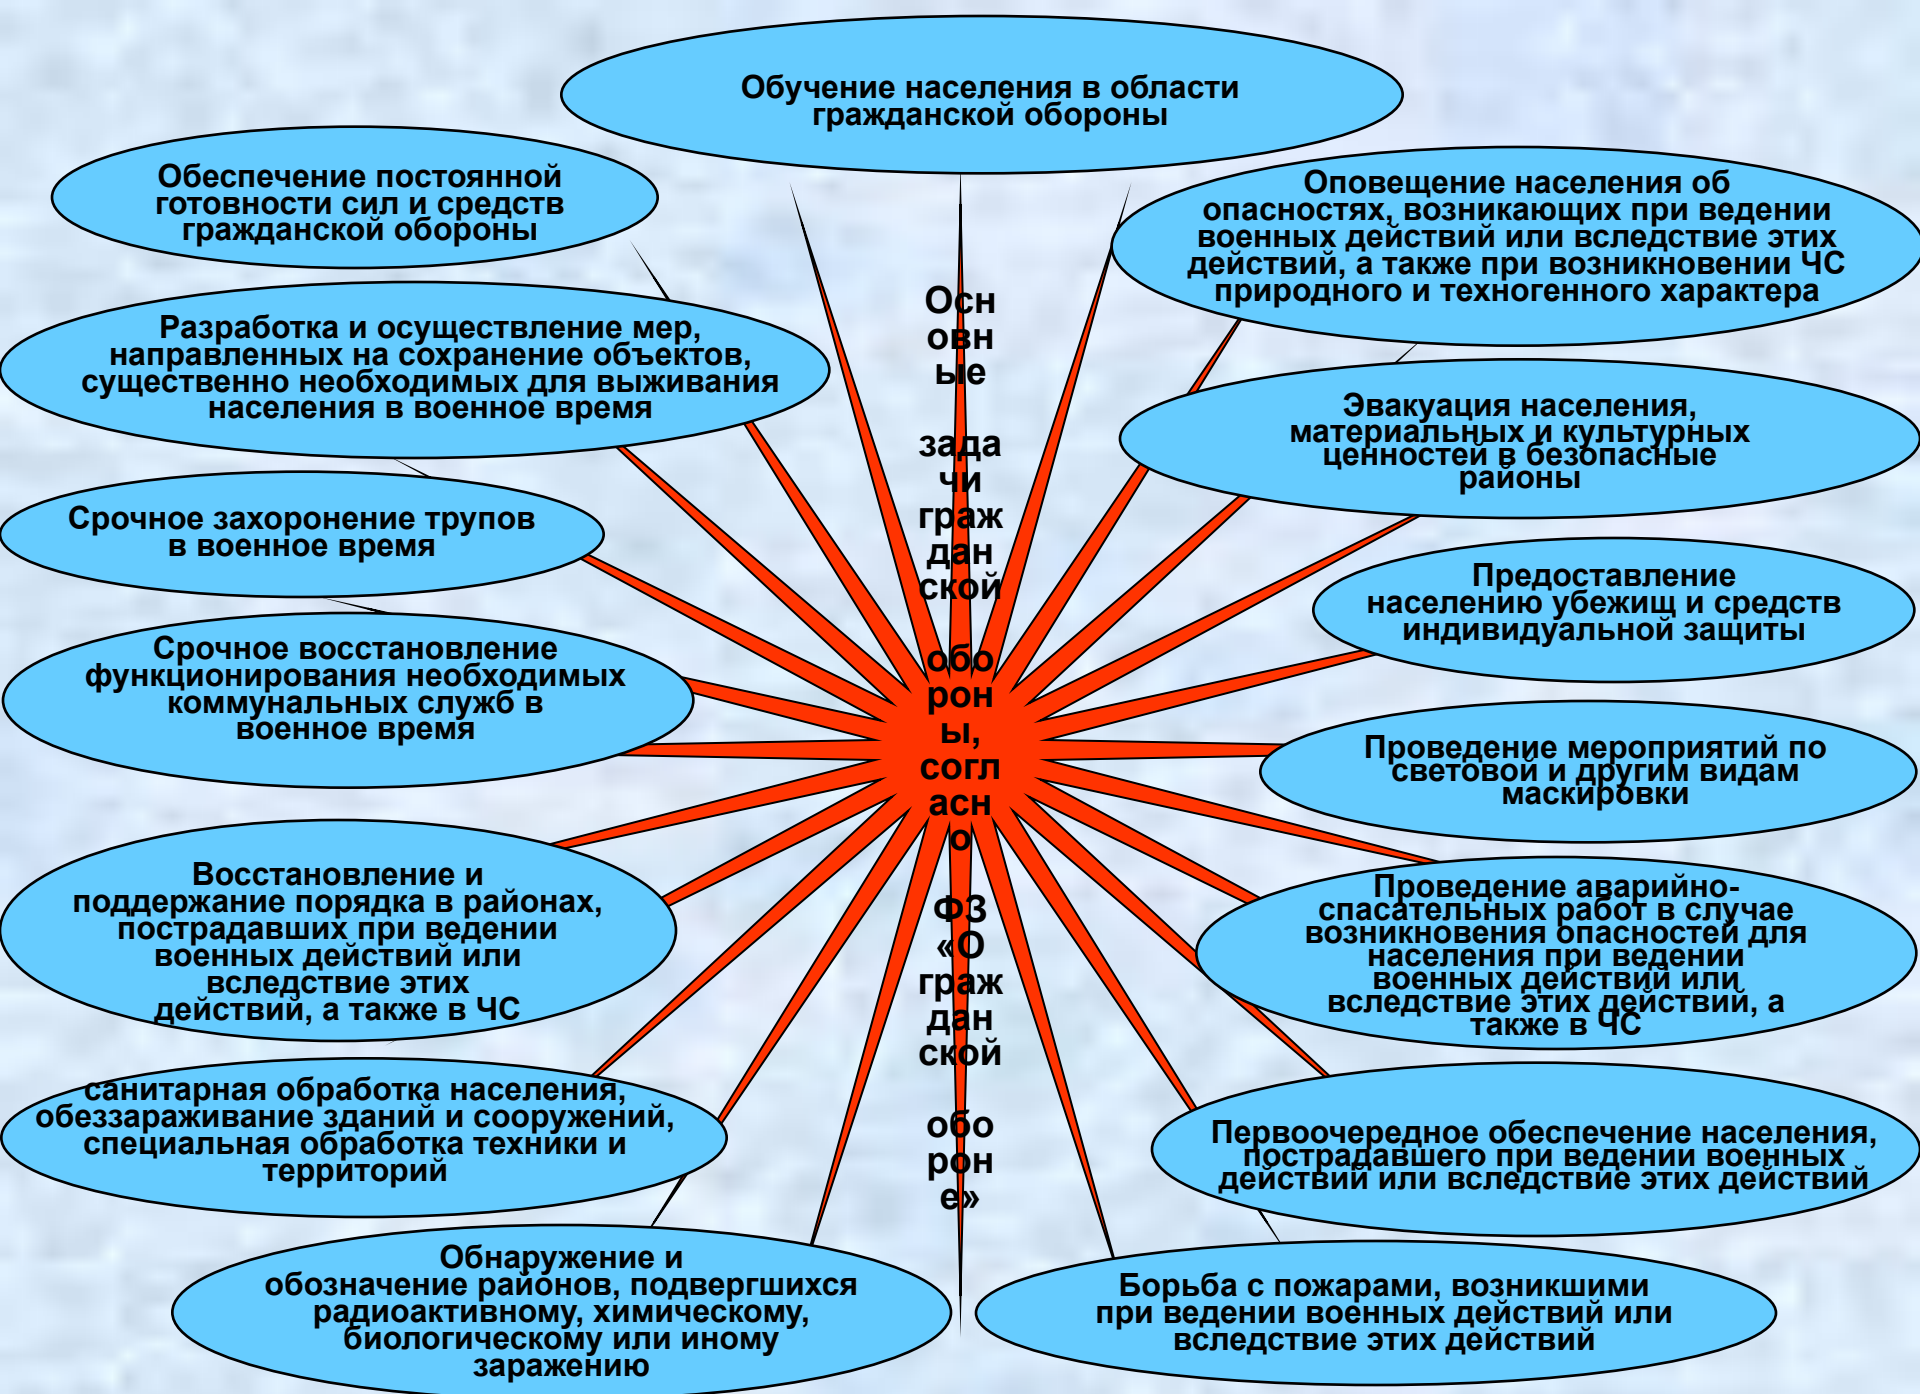 Обучение населения в области
гражданской обороны
Обеспечение постоянной
готовности сил и средств
гражданской обороны
Оповещение населения об
опасностях, возникающих при ведении
военных действий или вследствие этих
действий, а также при возникновении ЧС
природного и техногенного характера
Разработка и осуществление мер,
направленных на сохранение объектов,
существенно необходимых для выживания
населения в военное время
Эвакуация населения,
материальных и культурных
ценностей в безопасные
районы
Срочное захоронение трупов
в военное время
Предоставление
населению убежищ и средств
индивидуальной защиты
Срочное восстановление
функционирования необходимых
коммунальных служб в
военное время
Проведение мероприятий по
световой и другим видам
маскировки
Осн
овн
ые
зада
чи
граж
дан
ской
обо
рон
ы,
согл
асн
о
ФЗ
«О
граж
дан
ской
обо
рон
е»
Восстановление и
поддержание порядка в районах,
пострадавших при ведении
военных действий или
вследствие этих
действий, а также в ЧС
Проведение аварийно-
спасательных работ в случае
возникновения опасностей для
населения при ведении
военных действий или
вследствие этих действий, а
также в ЧС
санитарная обработка населения,
обеззараживание зданий и сооружений,
специальная обработка техники и
территорий
Первоочередное обеспечение населения,
пострадавшего при ведении военных
действий или вследствие этих действий
Обнаружение и
обозначение районов, подвергшихся
радиоактивному, химическому,
биологическому или иному
заражению
Борьба с пожарами, возникшими
при ведении военных действий или
вследствие этих действий